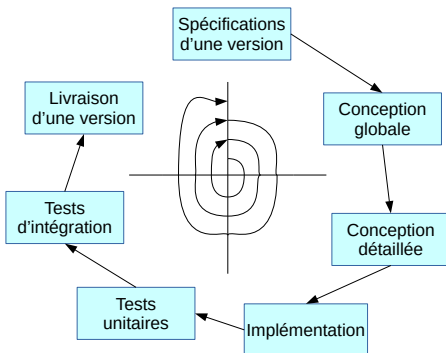 Spécifications
d'une version
Conception
globale
Conception
détaillée
Implémentation
Tests
unitaires
Tests
d'intégration
Livraison
d'une version